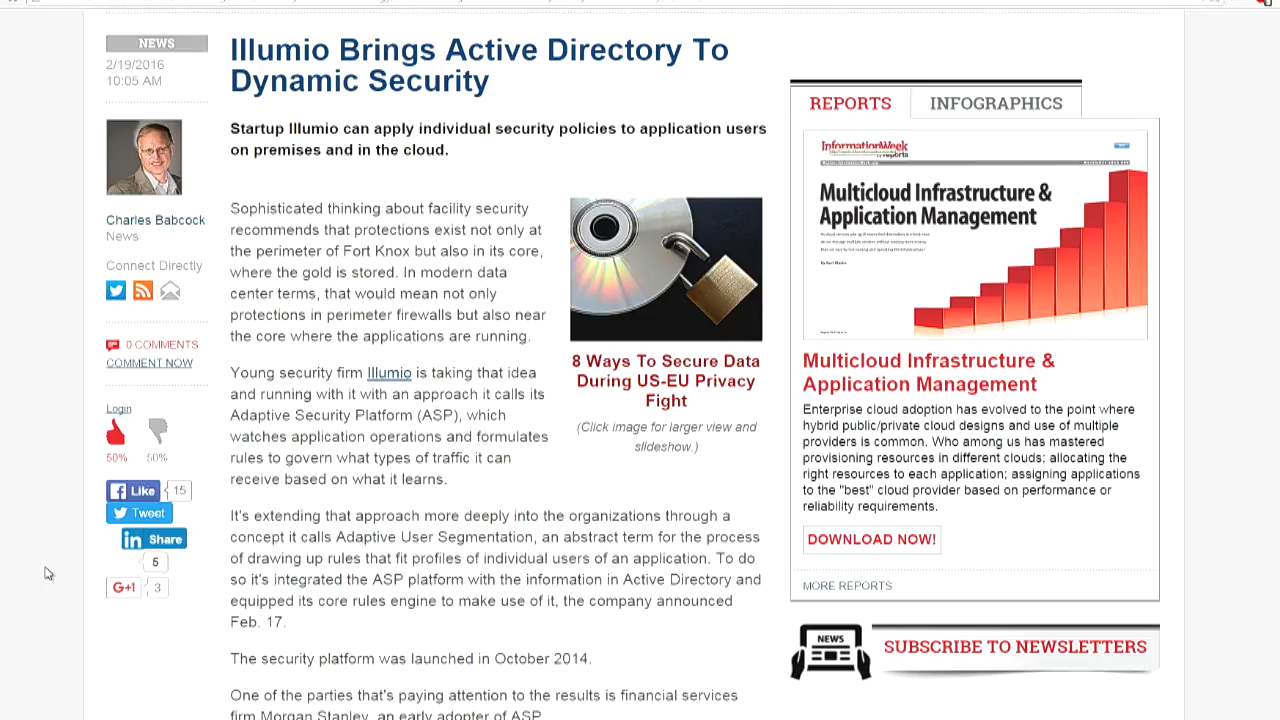 NEWS
2/19/2016
10:05 AM
Charles Babcock
News
Connect Directly
0 COMMENTS
COMMENT NOW
Login
50%
50%
Like
15
Tweet
in Share
5
G+1
3
Illumio Brings Active Directory To
Dynamic Security
Startup Illumio can apply individual security policies to application users
on premises and in the cloud.
Sophisticated thinking about facility security
recommends that protections exist not only at
the perimeter of Fort Knox but also in its core,
where the gold is stored. In modern data
center terms, that would mean not only
protections in perimeter firewalls but also near
the core where the applications are running.
8 Ways To Secure Data
During US-EU Privacy
Fight
(Click image for larger view and
slideshow.)
Young security firm Illumio is taking that idea
and running with it with an approach it calls its
Adaptive Security Platform (ASP), which
watches application operations and formulates
rules to govern what types of traffic it can
receive based on what it learns.
It's extending that approach more deeply into the organizations through a
concept it calls Adaptive User Segmentation, an abstract term for the process
of drawing up rules that fit profiles of individual users of an application. To do
so it's integrated the ASP platform with the information in Active Directory and
equipped its core rules engine to make use of it, the company announced
Feb. 17.
The security platform was launched in October 2014.
One of the parties that's paying attention to the results is financial services
firm Morgan Stanley, an early adopter of ASP.
REPORTS
INFOGRAPHICS
InformationWeek
reports
Multicloud Infrastructure &
Application Management
Multicloud Infrastructure &
Application Management
Enterprise cloud adoption has evolved to the point where
hybrid public/private cloud designs and use of multiple
providers is common. Who among us has mastered
provisioning resources in different clouds; allocating the
right resources to each application; assigning applications
to the "best" cloud provider based on performance or
reliability requirements.
DOWNLOAD NOW!
MORE REPORTS
NEWS
SUBSCRIBE TO NEWSLETTERS